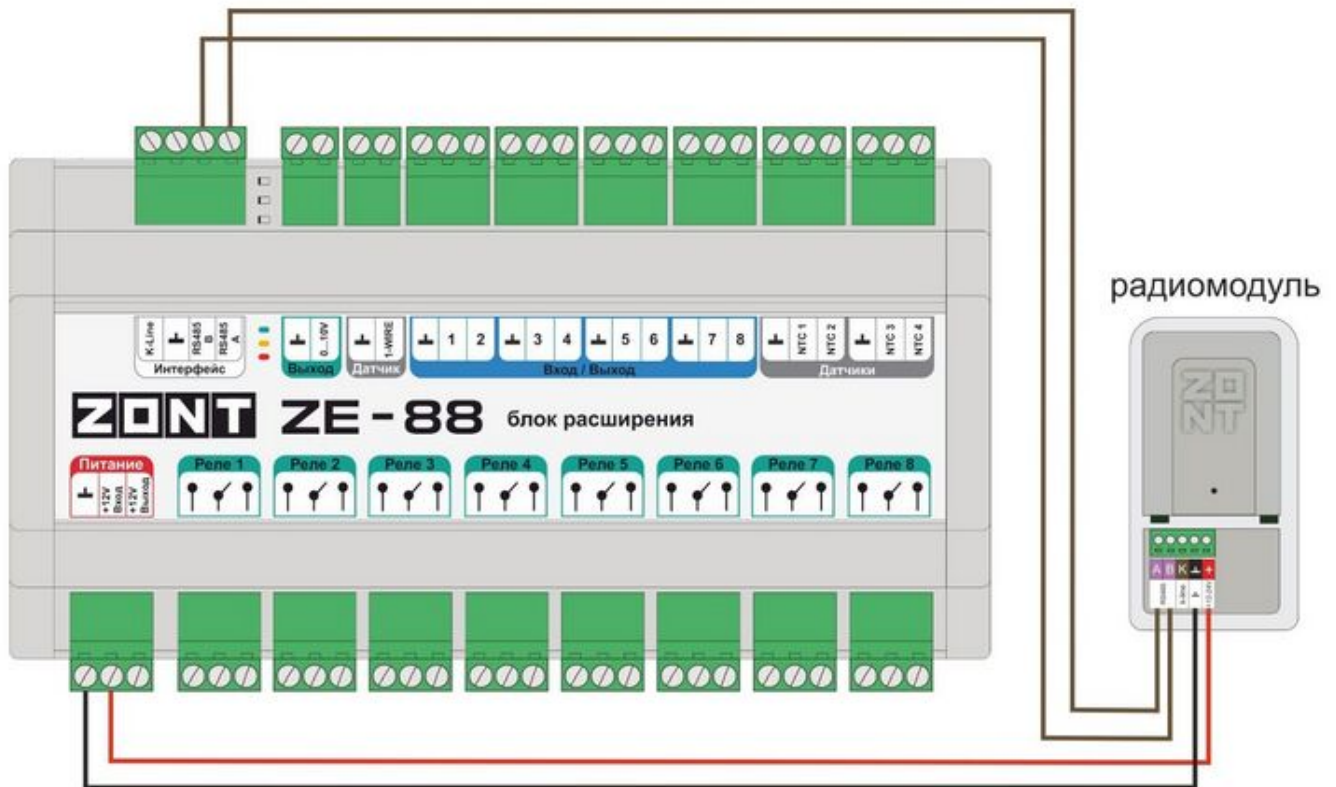 радиомодуль
ZONT
K-Line
RS485 B
RS485 A
Интерфейс
0...10V
Выход
1-WIRE
Датчик
1 2 3 4 5 6 7 8
Вход / Выход
NTC 1
NTC 2
NTC 3
NTC 4
Датчики
ZONT ZE-88 блок расширения
Питание
+12V Вход
+12V Выход
Реле 1 Реле 2 Реле 3 Реле 4 Реле 5 Реле 6 Реле 7 Реле 8
A B K +
RS485
k-line